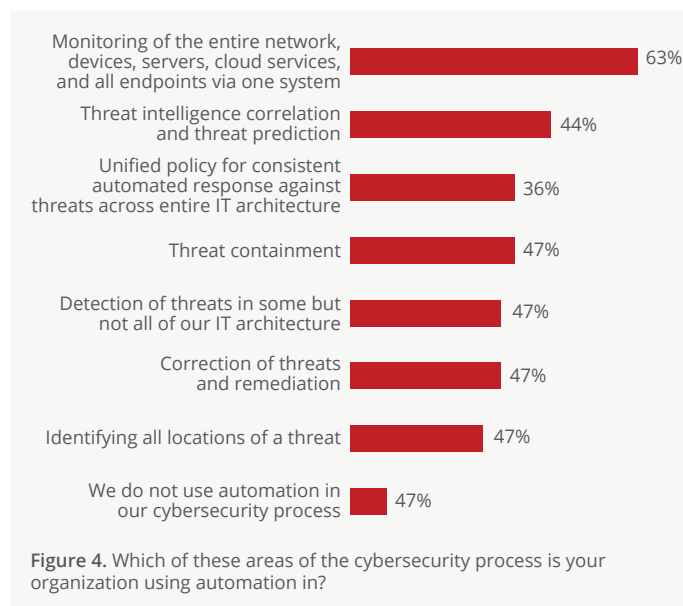 Monitoring of the entire network,
devices, servers, cloud services,
and all endpoints via one system
63%
Threat intelligence correlation
and threat prediction
44%
Unified policy for consistent
automated response against
threats across entire IT architecture
36%
Threat containment
47%
Detection of threats in some but
not all of our IT architecture
47%
Correction of threats
and remediation
47%
Identifying all locations of a threat
47%
We do not use automation in
our cybersecurity process
47%
Figure 4. Which of these areas of the cybersecurity process is your
organization using automation in?